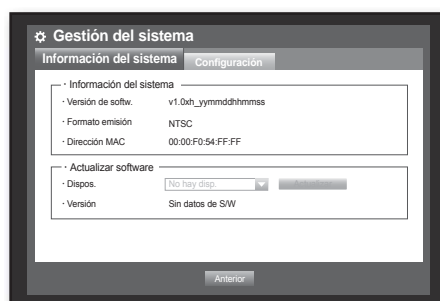 Gestión del sistema
Información del sistema Configuración
· Información del sistema
· Versión de softw. v1.0xh_yymmddhhmmss
· Formato emisión NTSC
· Dirección MAC 00:00:F0:54:FF:FF
· Actualizar software
· Dispos. No hay disp.
· Versión Sin datos de S/W
Anterior